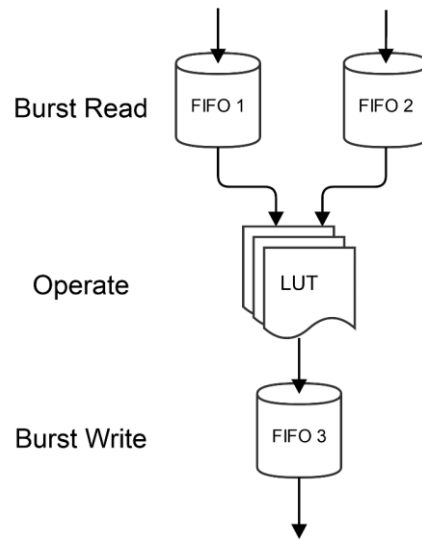 Burst Read
FIFO 1
FIFO 2
Operate
LUT
Burst Write
FIFO 3